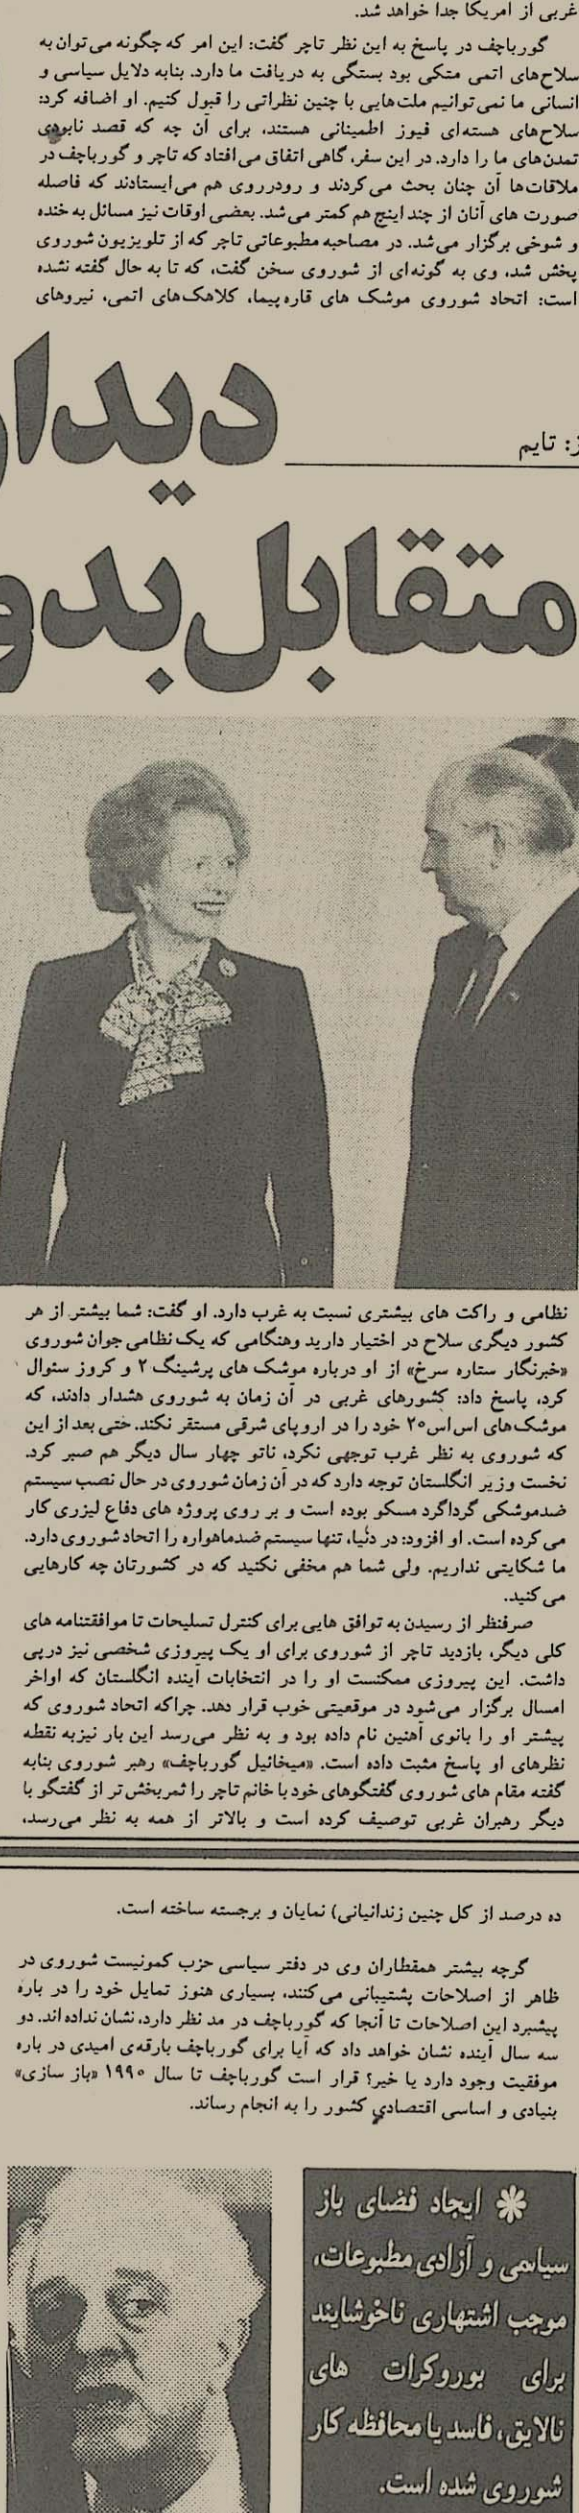 غربی از امریکا جدا خواهد شد.
گورباچف در پاسخ به این نظر تاچر گفت: این امر که چگونه می‌توان به
سلاح‌های اتمی متکی بود بستگی به دریافت ما دارد. بنابه دلایل سیاسی و
انسانی ما نمی‌توانیم ملت‌هایی با چنین نظراتی را قبول کنیم. او اضافه کرد:
سلاح‌های هسته‌ای فیوز اطمینانی هستند، برای آن چه که قصد نابودی
تمدن‌های ما را دارد. در این سفر، گاهی اتفاق می‌افتاد که تاچر و گورباچف در
ملاقات‌ها آن چنان بحث می‌کردند و رودرروی هم می‌ایستادند که فاصله
صورت های آنان از چند اینچ هم کمتر می‌شد. بعضی اوقات نیز مسائل به خنده
و شوخی برگزار می‌شد. در مصاحبه مطبوعاتی تاچر که از تلویزیون شوروی
پخش شد، وی به گونه‌ای از شوروی سخن گفت، که تا به حال گفته نشده
است: اتحاد شوروی موشک های قاره‌پیما، کلاهک‌های اتمی، نیروهای
ز: تایم
دیدار
متقابل بدو
نظامی و راکت های بیشتری نسبت به غرب دارد. او گفت: شما بیشتر از هر
کشور دیگری سلاح در اختیار دارید وهنگامی که یک نظامی جوان شوروی
«خبرنگار ستاره سرخ» از او درباره موشک های پرشینگ ۲ و کروز سئوال
کرد، پاسخ داد: کشورهای غربی در آن زمان به شوروی هشدار دادند، که
موشک‌های اس‌اس۲۰ خود را در اروپای شرقی مستقر نکند. حتی بعد از این
که شوروی به نظر غرب توجهی نکرد، ناتو چهار سال دیگر هم صبر کرد.
نخست وزیر انگلستان توجه دارد که در آن زمان شوروی در حال نصب سیستم
ضدموشکی گرداگرد مسکو بوده است و بر روی پروژه های دفاع لیزری کار
می‌کرده است. او افزود: در دنیا، تنها سیستم ضدماهواره را اتحاد شوروی دارد.
ما شکایتی نداریم. ولی شما هم مخفی نکنید که در کشورتان چه کارهایی
می‌کنید.
صرفنظر از رسیدن به توافق هایی برای کنترل تسلیحات تا موافقتنامه های
کلی دیگر، بازدید تاچر از شوروی برای او یک پیروزی شخصی نیز درپی
داشت. این پیروزی ممکنست او را در انتخابات آینده انگلستان که اواخر
امسال برگزار می‌شود در موقعیتی خوب قرار دهد. چراکه اتحاد شوروی که
پیشتر او را بانوی آهنین نام داده بود و به نظر می‌رسد این بار نیزبه نقطه
نظرهای او پاسخ مثبت داده است. «میخائیل گورباچف» رهبر شوروی بنابه
گفته مقام های شوروی گفتگوهای خود با خانم تاچر را ثمربخش‌تر از گفتگو با
دیگر رهبران غربی توصیف کرده است و بالاتر از همه به نظر می‌رسد،
ده درصد از کل چنین زندانیانی) نمایان و برجسته ساخته است.
گرچه بیشتر همقطاران وی در دفتر سیاسی حزب کمونیست شوروی در
ظاهر از اصلاحات پشتیبانی می‌کنند، بسیاری هنوز تمایل خود را در باره
پیشبرد این اصلاحات تا آنجا که گورباچف در مد نظر دارد، نشان نداده‌اند. دو
سه سال آینده نشان خواهد داد که آیا برای گورباچف بارقه‌ی امیدی در باره
موفقیت وجود دارد یا خیر؟ قرار است گورباچف تا سال ۱۹۹۰ «باز سازی»
بنیادی و اساسی اقتصادی کشور را به انجام رساند.
* ایجاد فضای باز
سیاسی و آزادی مطبوعات،
موجب اشتهاری ناخوشایند
برای بوروکرات های
نالایق، فاسد یا محافظه کار
شوروی شده است.